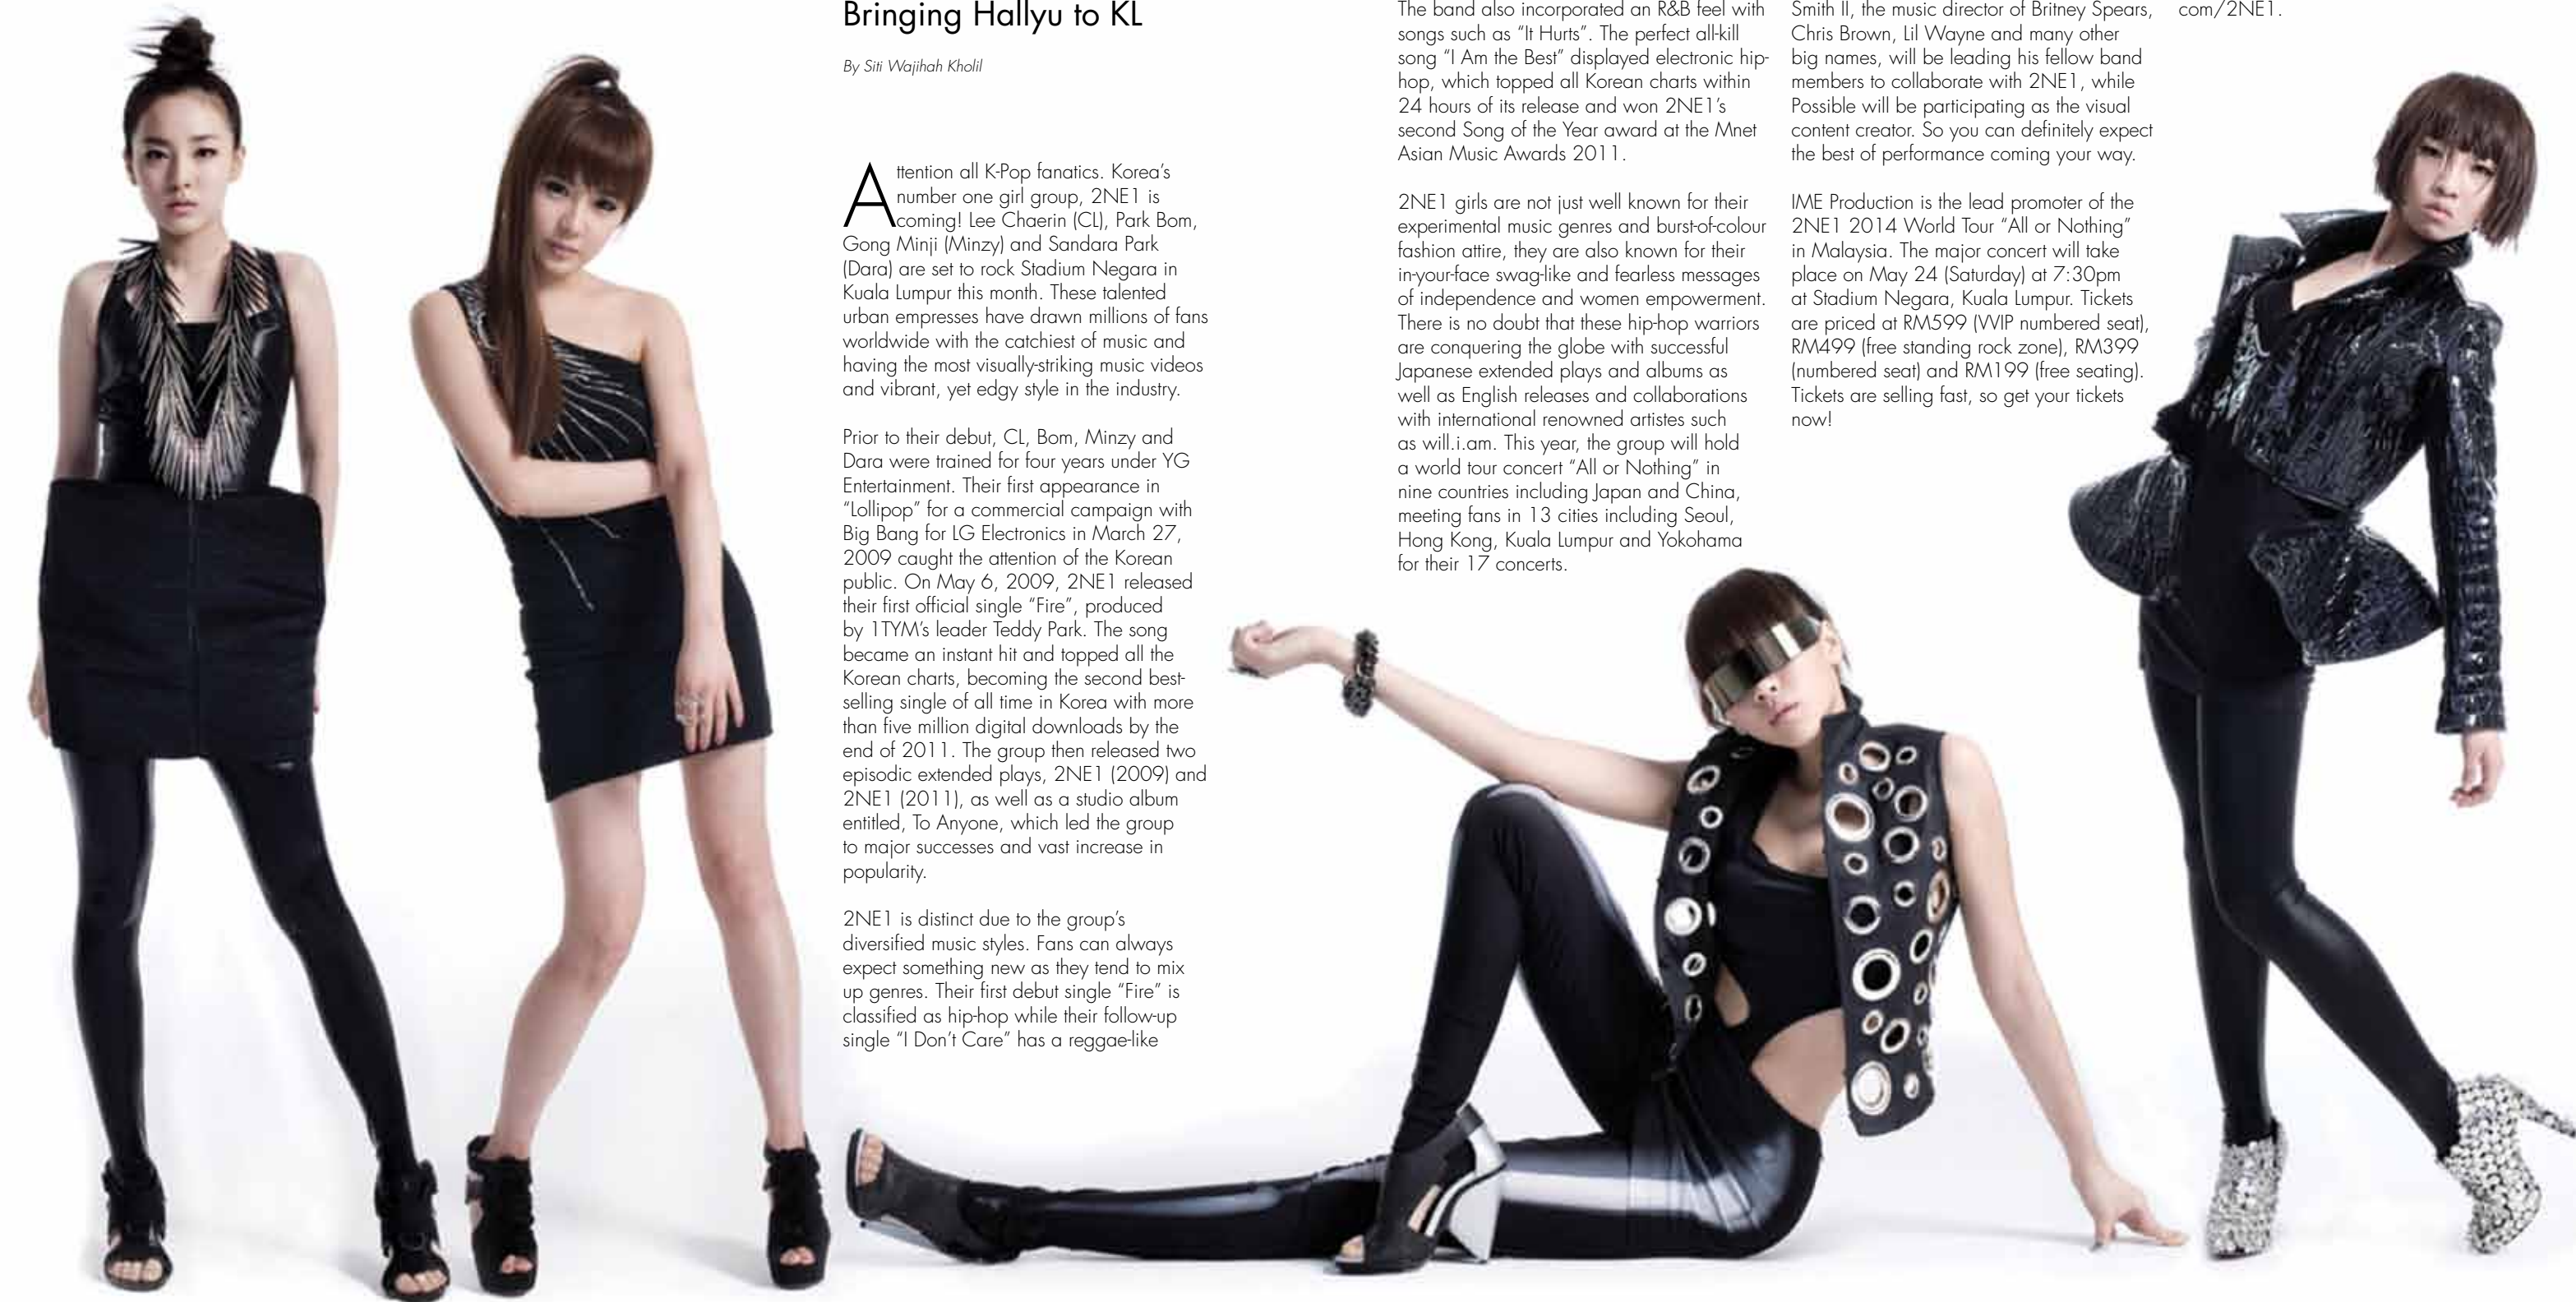 Bringing Hallyu to KL
By Siti Wajihah Kholil
Attention all K-Pop fanatics. Korea’s
number one girl group, 2NE1 is
coming! Lee Chaerin (CL), Park Bom,
Gong Minji (Minzy) and Sandara Park
(Dara) are set to rock Stadium Negara in
Kuala Lumpur this month. These talented
urban empresses have drawn millions of fans
worldwide with the catchiest of music and
having the most visually-striking music videos
and vibrant, yet edgy style in the industry.
Prior to their debut, CL, Bom, Minzy and
Dara were trained for four years under YG
Entertainment. Their first appearance in
“Lollipop” for a commercial campaign with
Big Bang for LG Electronics in March 27,
2009 caught the attention of the Korean
public. On May 6, 2009, 2NE1 released
their first official single “Fire”, produced
by 1TYM’s leader Teddy Park. The song
became an instant hit and topped all the
Korean charts, becoming the second best-
selling single of all time in Korea with more
than five million digital downloads by the
end of 2011. The group then released two
episodic extended plays, 2NE1 (2009) and
2NE1 (2011), as well as a studio album
entitled, To Anyone, which led the group
to major successes and vast increase in
popularity.
2NE1 is distinct due to the group’s
diversified music styles. Fans can always
expect something new as they tend to mix
up genres. Their first debut single “Fire” is
classified as hip-hop while their follow-up
single “I Don’t Care” has a reggae-like
The band also incorporated an R&B feel with
songs such as “It Hurts”. The perfect all-kill
song “I Am the Best” displayed electronic hip-
hop, which topped all Korean charts within
24 hours of its release and won 2NE1’s
second Song of the Year award at the Mnet
Asian Music Awards 2011.
2NE1 girls are not just well known for their
experimental music genres and burst-of-colour
fashion attire, they are also known for their
in-your-face swag-like and fearless messages
of independence and women empowerment.
There is no doubt that these hip-hop warriors
are conquering the globe with successful
Japanese extended plays and albums as
well as English releases and collaborations
with international renowned artistes such
as will.i.am. This year, the group will hold
a world tour concert “All or Nothing” in
nine countries including Japan and China,
meeting fans in 13 cities including Seoul,
Hong Kong, Kuala Lumpur and Yokohama
for their 17 concerts.
Smith II, the music director of Britney Spears,
Chris Brown, Lil Wayne and many other
big names, will be leading his fellow band
members to collaborate with 2NE1, while
Possible will be participating as the visual
content creator. So you can definitely expect
the best of performance coming your way.
IME Production is the lead promoter of the
2NE1 2014 World Tour “All or Nothing”
in Malaysia. The major concert will take
place on May 24 (Saturday) at 7:30pm
at Stadium Negara, Kuala Lumpur. Tickets
are priced at RM599 (VVIP numbered seat),
RM499 (free standing rock zone), RM399
(numbered seat) and RM199 (free seating).
Tickets are selling fast, so get your tickets
now!
com/2NE1.